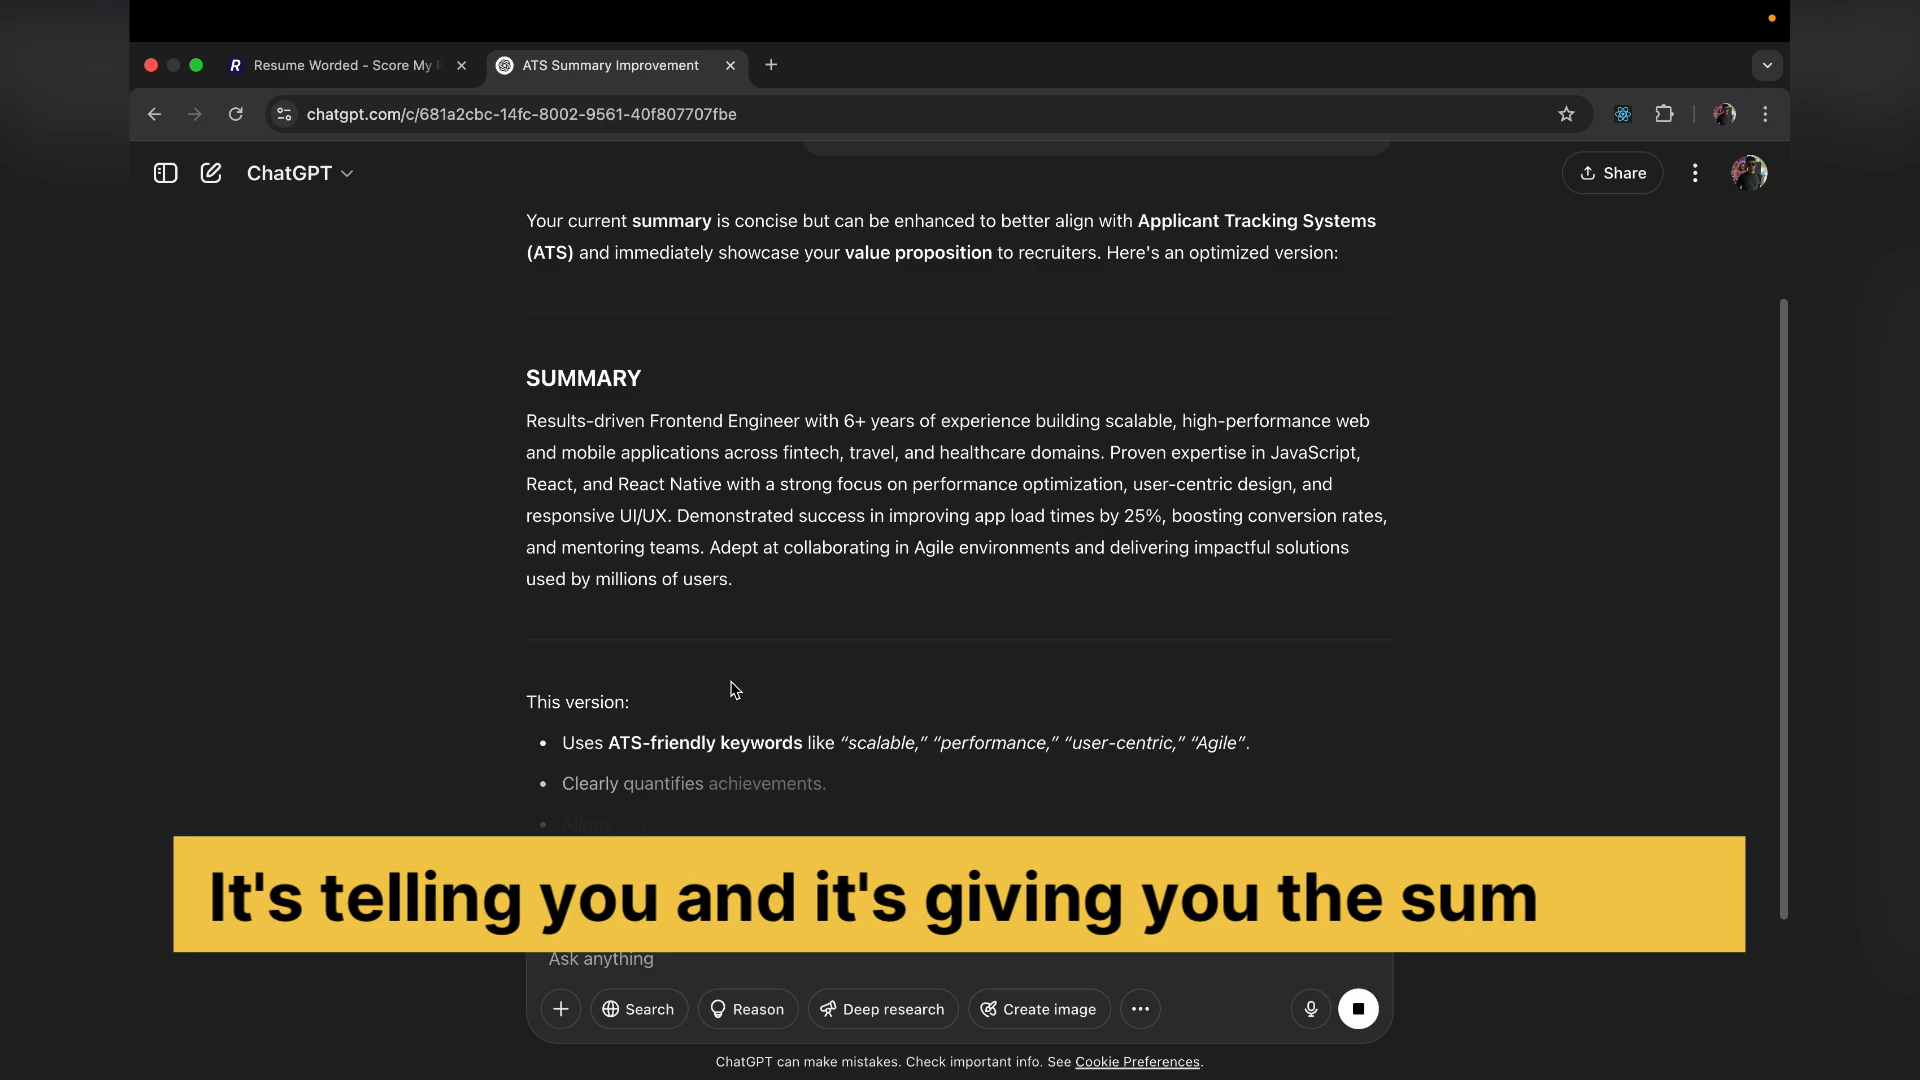 R Resume Worded - Score My R
ATS Summary Improvement
chatgpt.com/c/681a2cbc-14fc-8002-9561-40f807707fbe
ChatGPT
Share
Your current summary is concise but can be enhanced to better align with Applicant Tracking Systems
(ATS) and immediately showcase your value proposition to recruiters. Here's an optimized version:
SUMMARY
Results-driven Frontend Engineer with 6+ years of experience building scalable, high-performance web
and mobile applications across fintech, travel, and healthcare domains. Proven expertise in JavaScript,
React, and React Native with a strong focus on performance optimization, user-centric design, and
responsive UI/UX. Demonstrated success in improving app load times by 25%, boosting conversion rates,
and mentoring teams. Adept at collaborating in Agile environments and delivering impactful solutions
used by millions of users.
This version:
• Uses ATS-friendly keywords like “scalable,” “performance,” “user-centric,” “Agile”.
• Clearly quantifies achievements.
• Aligns with
It's telling you and it's giving you the sum
Ask anything
Search
Reason
Deep research
Create image
ChatGPT can make mistakes. Check important info. See Cookie Preferences.